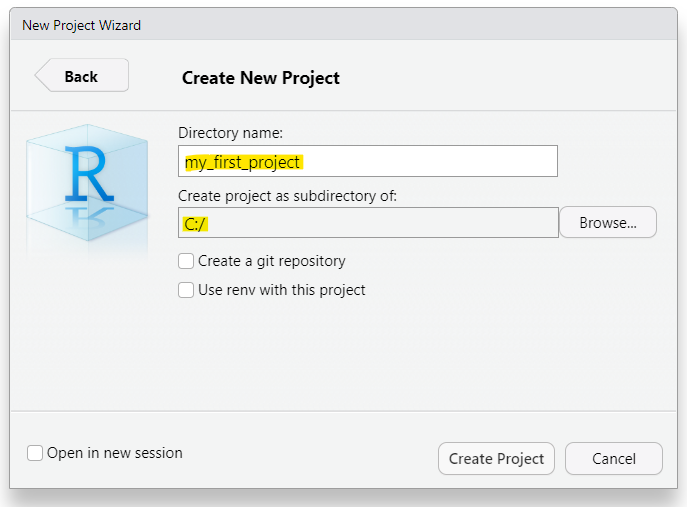 New Project Wizard
Back
Create New Project
R
Directory name:
my_first_project
Create project as subdirectory of:
C:/
Browse...
Create a git repository
Use renv with this project
Open in new session
Create Project
Cancel